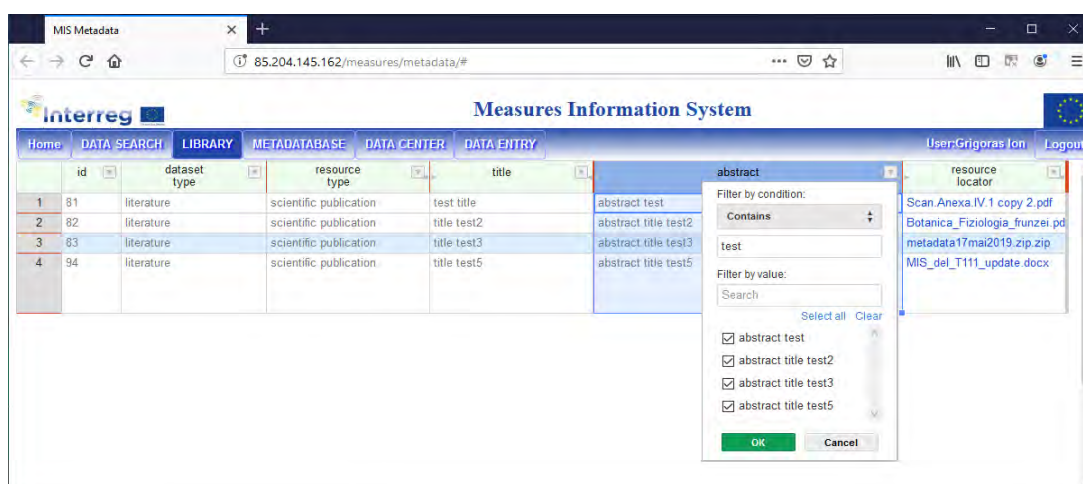 MIS Metadata
85.204.145.162/measures/metadata/#
Interreg
Measures Information System
Home DATA SEARCH LIBRARY METADATABASE DATA CENTER DATA ENTRY User:Grigoras Ion Logout
id dataset type resource type title abstract resource locator
1 81 literature scientific publication test title abstract test Scan.Anexa.IV.1 copy 2.pdf
2 82 literature scientific publication title test2 abstract title test2 Botanica_Fiziologia_frunzei.pd
3 83 literature scientific publication title test3 abstract title test3 metadata17mai2019.zip.zip
4 94 literature scientific publication title test5 abstract title test5 MIS_del_T111_update.docx
Filter by condition:
Contains
test
Filter by value:
Search
Select all Clear
abstract test
abstract title test2
abstract title test3
abstract title test5
OK Cancel